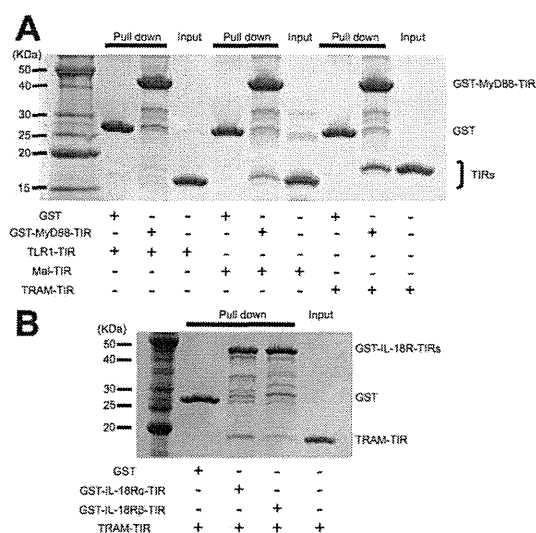 A
Pull down Input Pull down Input Pull down Input
(KDa)
50
40
30
25
20
15
GST-MyD88-TIR
GST
TIRs
GST + - - + - - + - -
GST-MyD88-TIR - + - - + - - + -
TLR1-TIR + + + - - - - - -
Mal-TIR - - - + + + - - -
TRAM-TIR - - - - - - + + +
B
Pull down Input
(KDa)
50
40
30
25
20
GST-IL-18R-TIRs
GST
TRAM-TIR
GST + - - -
GST-IL-18Rα-TIR - + - -
GST-IL-18Rβ-TIR - - + -
TRAM-TIR + + + +